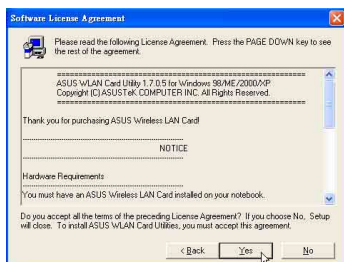 Software License Agreement
Please read the following License Agreement. Press the PAGE DOWN key to see
the rest of the agreement.
==================================================
ASUS WLAN Card Utility 1.7.0.5 for Windows 98/ME/2000/XP
Copyright (C) ASUSTeK COMPUTER INC. All Rights Reserved.
==================================================
Thank you for purchasing ASUS Wireless LAN Card!
--------------------------------------------------
NOTICE
--------------------------------------------------
Hardware Requirements
--------------------------------------------------
You must have an ASUS Wireless LAN Card installed on your notebook.
Do you accept all the terms of the preceding License Agreement? If you choose No, Setup
will close. To install ASUS WLAN Card Utilities, you must accept this agreement.
< Back Yes No